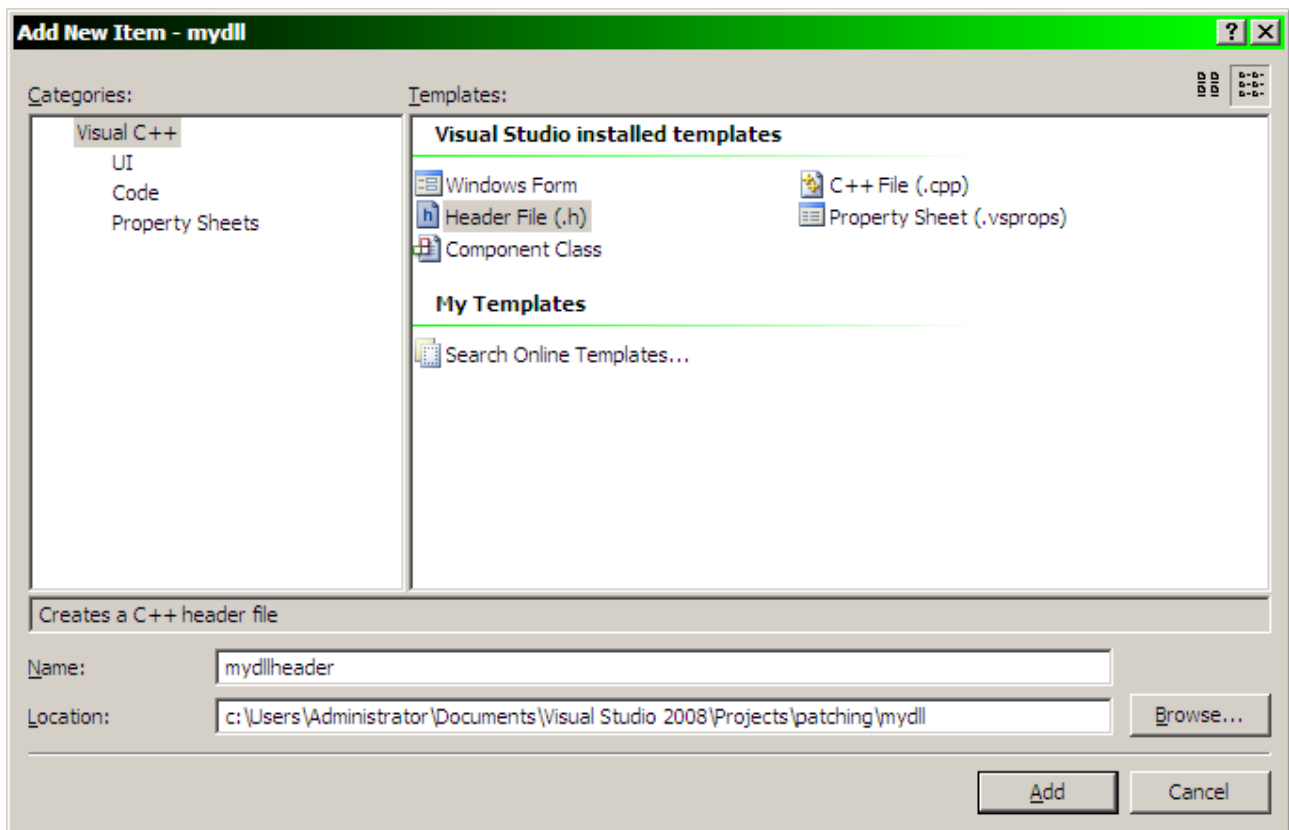 Add New Item - mydll
Categories:
Templates:
Visual C++
UI
Code
Property Sheets
Visual Studio installed templates
Windows Form
C++ File (.cpp)
Header File (.h)
Property Sheet (.vsprops)
Component Class
My Templates
Search Online Templates...
Creates a C++ header file
Name:
mydllheader
Location:
c:\Users\Administrator\Documents\Visual Studio 2008\Projects\patching\mydll
Browse...
Add
Cancel